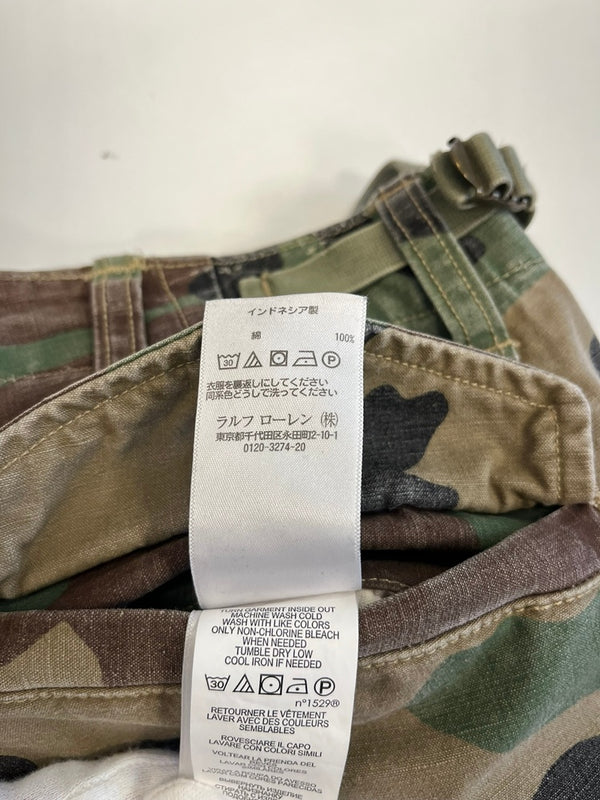 インドネシア製
綿 100%
30 P
衣服を裏返しにしてください
同系色どうしで洗ってください
ラルフ ローレン (株)
東京都千代田区永田町2-10-1
0120-3274-20
TURN GARMENT INSIDE OUT
MACHINE WASH COLD
WASH WITH LIKE COLORS
ONLY NON-CHLORINE BLEACH
WHEN NEEDED
TUMBLE DRY LOW
COOL IRON IF NEEDED
30 P
n°1529®
RETOURNER LE VÊTEMENT
LAVER AVEC DES COULEURS
SEMBLABLES
ROVESCIARE IL CAPO
LAVARE CON COLORI SIMILI
VOLTEAR LA PRENDA DEL